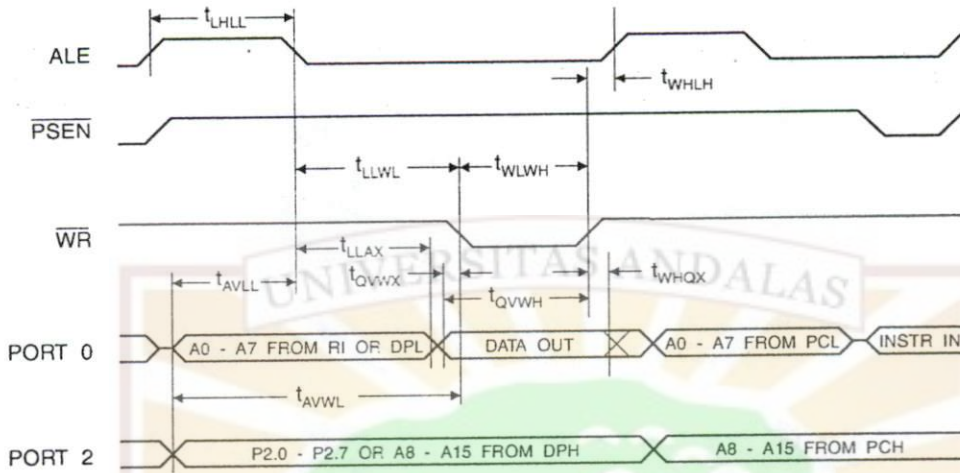 tLHLL
ALE
tWHLH
PSEN
tLLWL
tWLWH
WR
tLLAX
UNIVERSITAS ANDALAS
tAVLL
tQVWX
tWHQX
tQVWH
PORT 0
A0 - A7 FROM RI OR DPL
DATA OUT
A0 - A7 FROM PCL
INSTR IN
tAVWL
PORT 2
P2.0 - P2.7 OR A8 - A15 FROM DPH
A8 - A15 FROM PCH